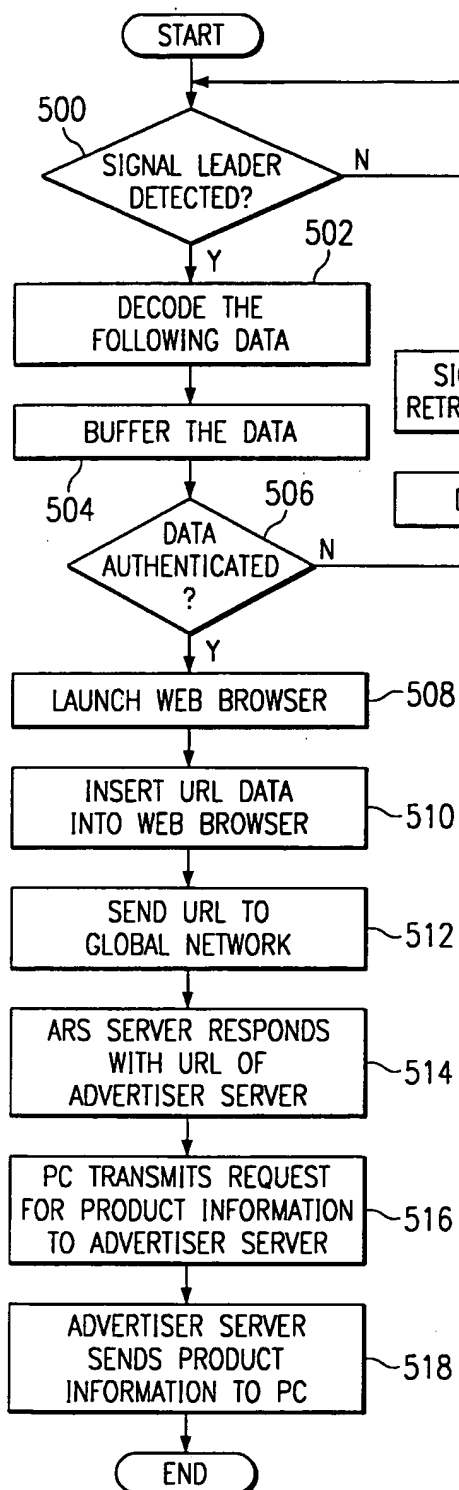 START
500
SIGNAL LEADER
DETECTED?
N
Y
502
DECODE THE
FOLLOWING DATA
BUFFER THE DATA
504
506
DATA
AUTHENTICATED
?
N
Y
LAUNCH WEB BROWSER
508
INSERT URL DATA
INTO WEB BROWSER
510
SEND URL TO
GLOBAL NETWORK
512
ARS SERVER RESPONDS
WITH URL OF
ADVERTISER SERVER
514
PC TRANSMITS REQUEST
FOR PRODUCT INFORMATION
TO ADVERTISER SERVER
516
ADVERTISER SERVER
SENDS PRODUCT
INFORMATION TO PC
518
END